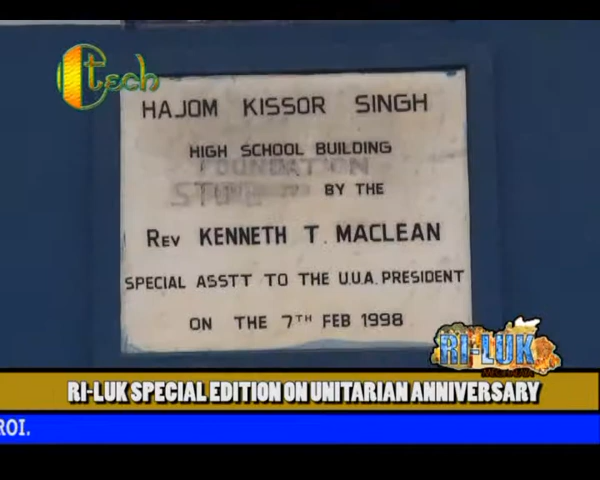 tech
HAJOM KISSOR SINGH
HIGH SCHOOL BUILDING
FOUNDATION
STONE BY THE
REV KENNETH T. MACLEAN
SPECIAL ASSTT TO THE U.U.A. PRESIDENT
ON THE 7TH FEB 1998
RI-LUK
RI-LUK SPECIAL EDITION ON UNITARIAN ANNIVERSARY
ROI.